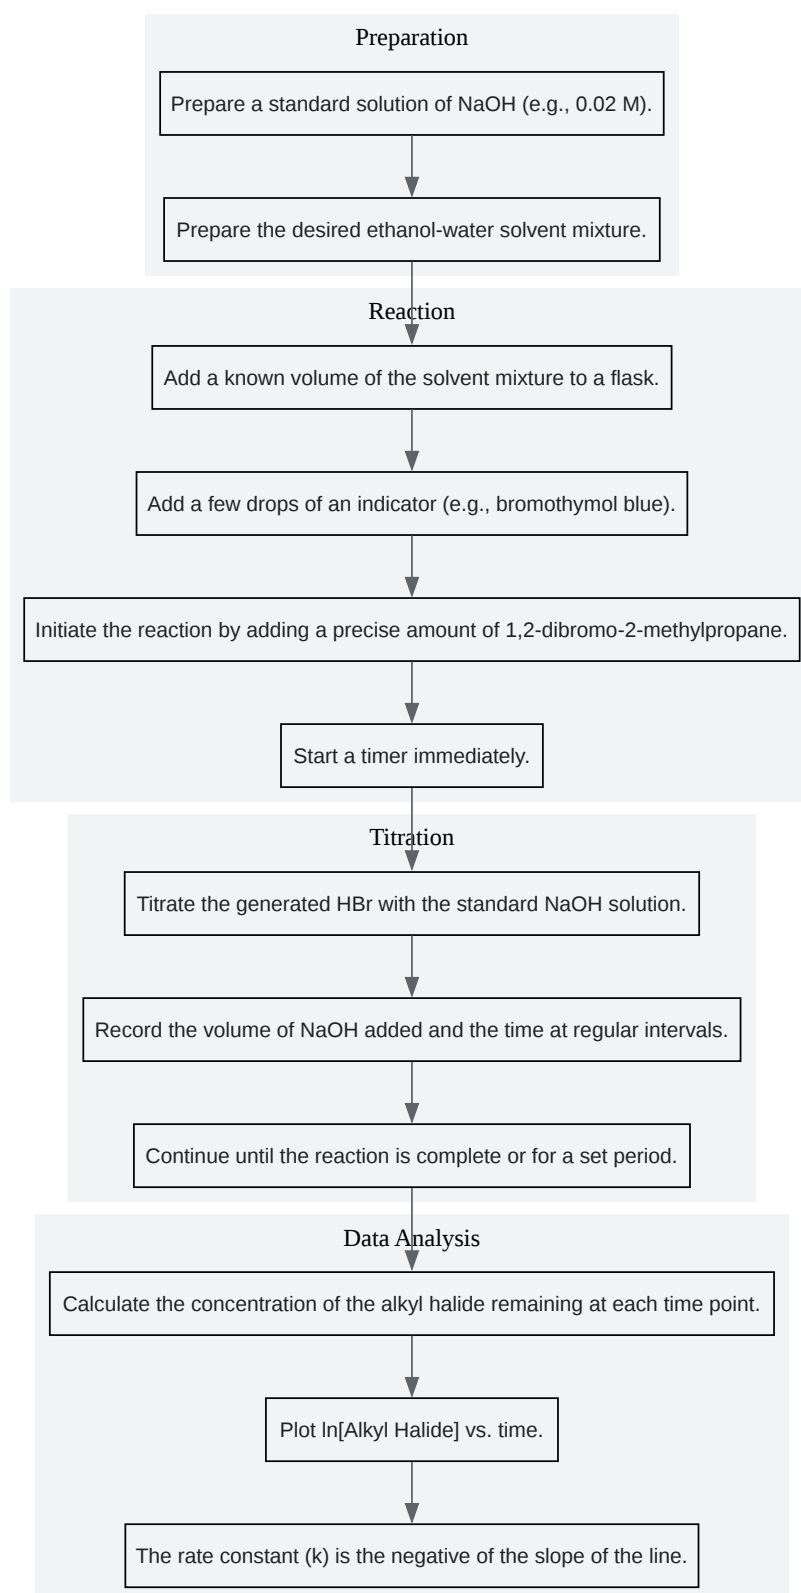 Preparation
Prepare a standard solution of NaOH (e.g., 0.02 M).
Prepare the desired ethanol-water solvent mixture.
Reaction
Add a known volume of the solvent mixture to a flask.
Add a few drops of an indicator (e.g., bromothymol blue).
Initiate the reaction by adding a precise amount of 1,2-dibromo-2-methylpropane.
Start a timer immediately.
Titration
Titrate the generated HBr with the standard NaOH solution.
Record the volume of NaOH added and the time at regular intervals.
Continue until the reaction is complete or for a set period.
Data Analysis
Calculate the concentration of the alkyl halide remaining at each time point.
Plot ln[Alkyl Halide] vs. time.
The rate constant (k) is the negative of the slope of the line.